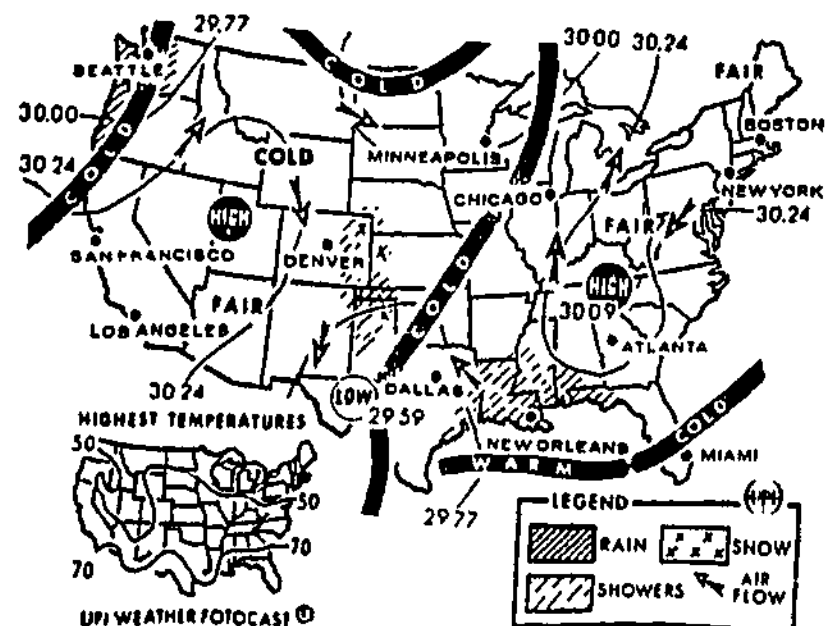 29.77
30.00
30.24
FAIR
SEATTLE
COLD
BOSTON
30.00
COLD
MINNEAPOLIS
30.24
COLD
CHICAGO
NEW YORK
30.24
HIGH
FAIR
SAN FRANCISCO
DENVER
COLD
HIGH
30.09
FAIR
LOS ANGELES
ATLANTA
30.24
LOW
DALLAS
29.59
HIGHEST TEMPERATURES
COLD
NEW ORLEANS
MIAMI
WARM
50
50
29.77
70
70
LEGEND
UPI
RAIN
SNOW
SHOWERS
AIR
FLOW
UPI WEATHER FOTOCAST